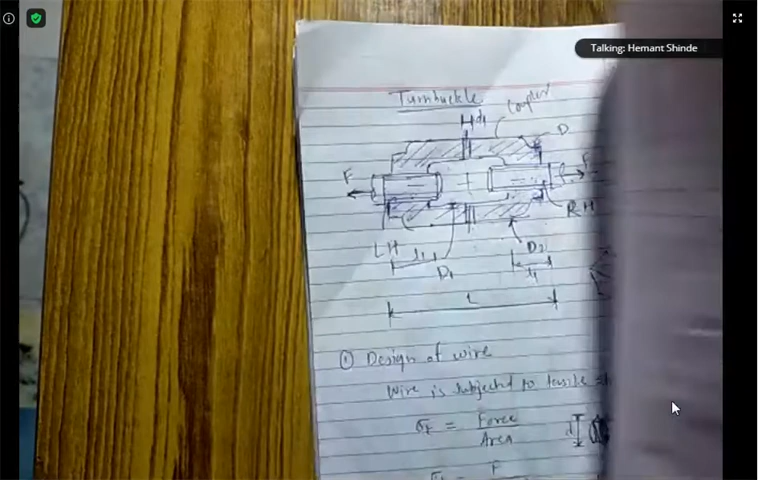 Talking: Hemant Shinde
Turnbuckle
d1
coupler
D
F
F
LH
RH
l1
D1
D2
l1
L
① Design of wire
Wire is subjected to tensile
σt = Force
Area
d
F